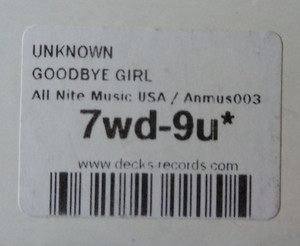 UNKNOWN
GOODBYE GIRL
All Nite Music USA / Anmus003
7wd-9u*
www.decks-records.com